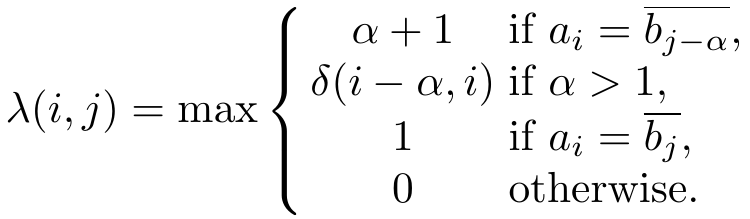 λ(i, j) = max { α + 1 if a_i = \overline{b_{j−α}},
δ(i − α, i) if α > 1,
1 if a_i = \overline{b_j},
0 otherwise.